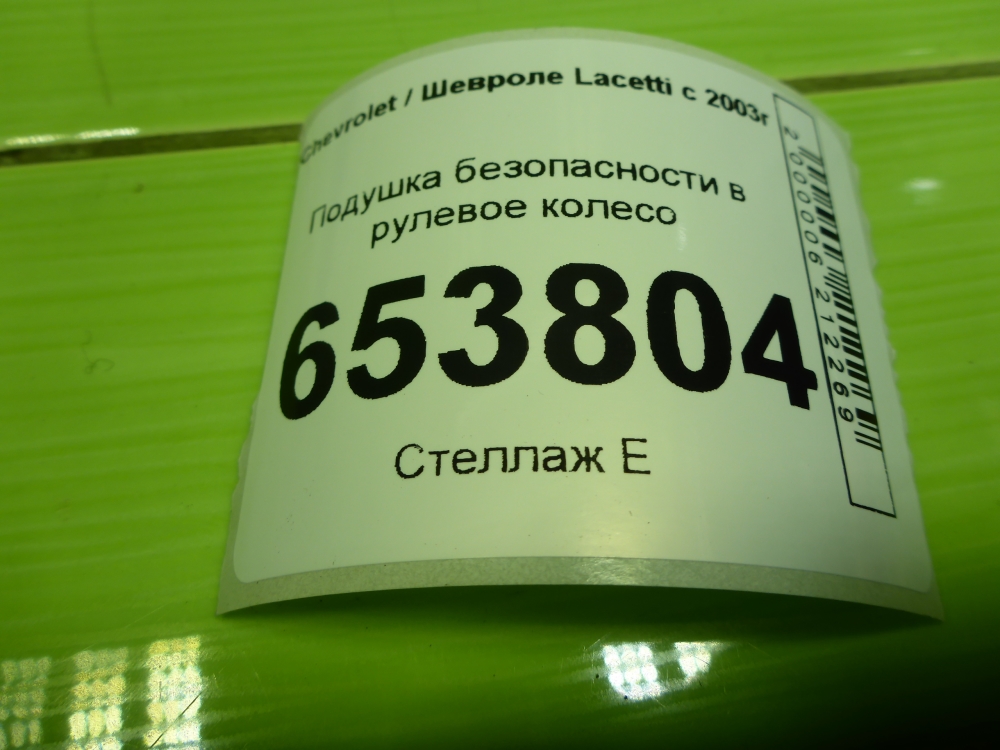 Chevrolet / Шевроле Lacetti с 2003г
Подушка безопасности в
рулевое колесо
653804
Стеллаж Е
2000006212269